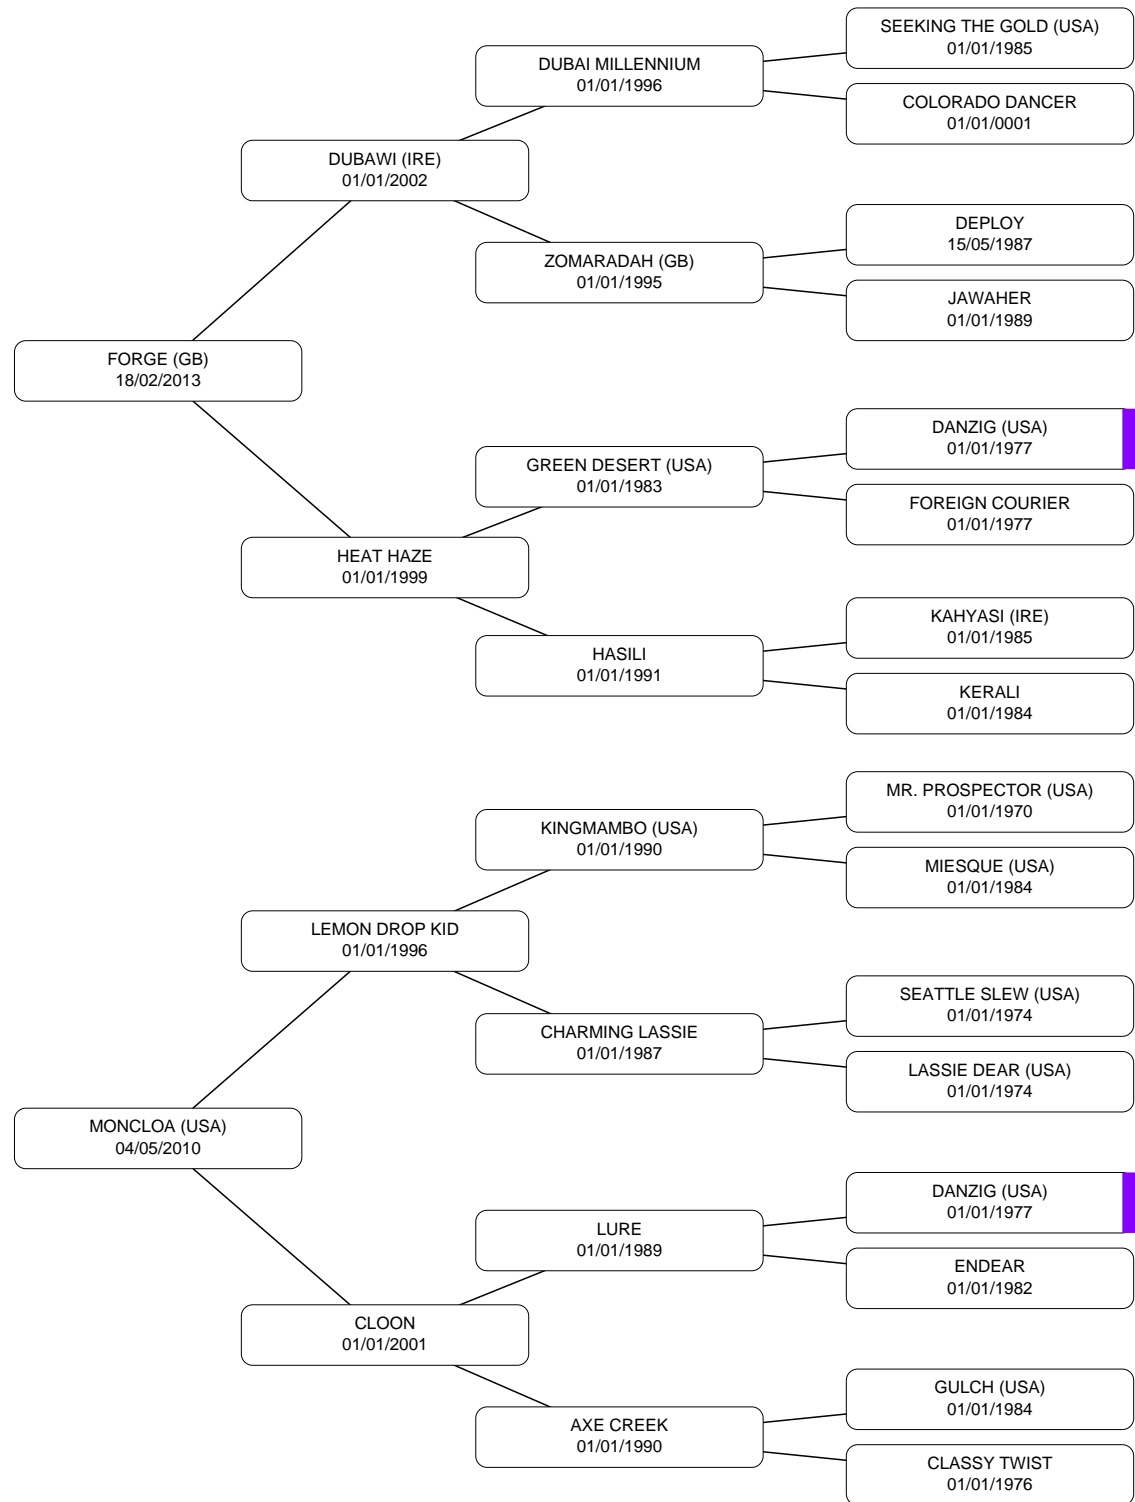 SEEKING THE GOLD (USA)
01/01/1985
DUBAI MILLENNIUM
01/01/1996
COLORADO DANCER
01/01/0001
DUBAWI (IRE)
01/01/2002
DEPLOY
15/05/1987
ZOMARADAH (GB)
01/01/1995
JAWAHER
01/01/1989
FORGE (GB)
18/02/2013
DANZIG (USA)
01/01/1977
GREEN DESERT (USA)
01/01/1983
FOREIGN COURIER
01/01/1977
HEAT HAZE
01/01/1999
KAHYASI (IRE)
01/01/1985
HASILI
01/01/1991
KERALI
01/01/1984
MR. PROSPECTOR (USA)
01/01/1970
KINGMAMBO (USA)
01/01/1990
MIESQUE (USA)
01/01/1984
LEMON DROP KID
01/01/1996
SEATTLE SLEW (USA)
01/01/1974
CHARMING LASSIE
01/01/1987
LASSIE DEAR (USA)
01/01/1974
MONCLOA (USA)
04/05/2010
DANZIG (USA)
01/01/1977
LURE
01/01/1989
ENDEAR
01/01/1982
CLOON
01/01/2001
GULCH (USA)
01/01/1984
AXE CREEK
01/01/1990
CLASSY TWIST
01/01/1976